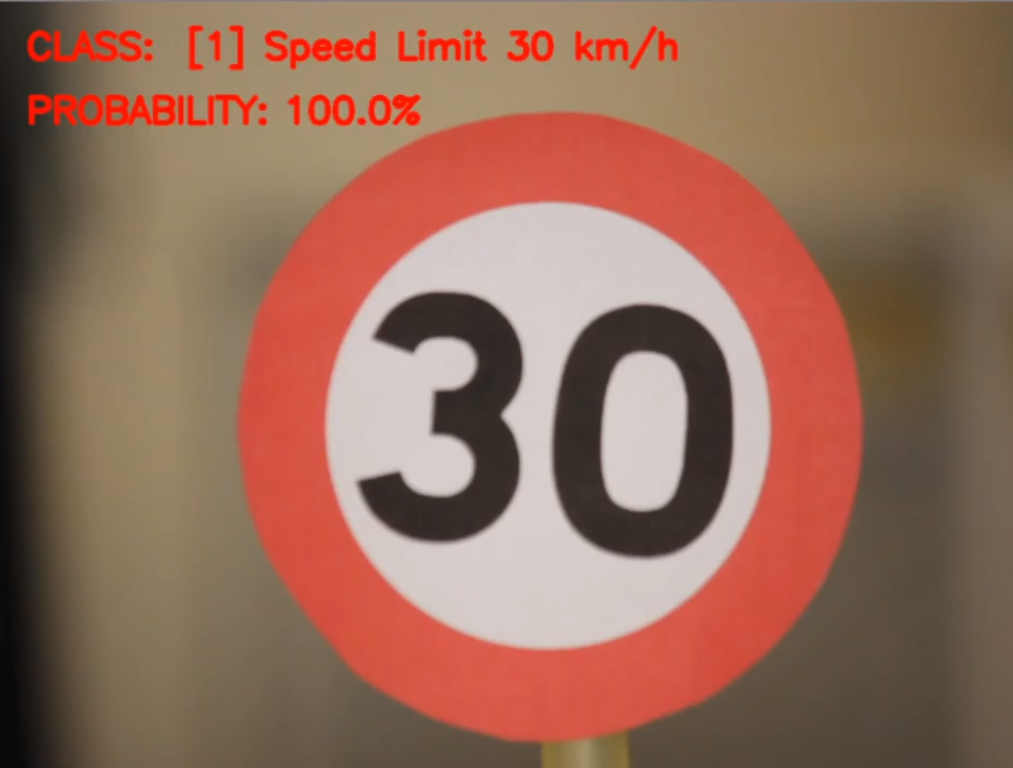 CLASS: [1] Speed Limit 30 km/h
PROBABILITY: 100.0%
30